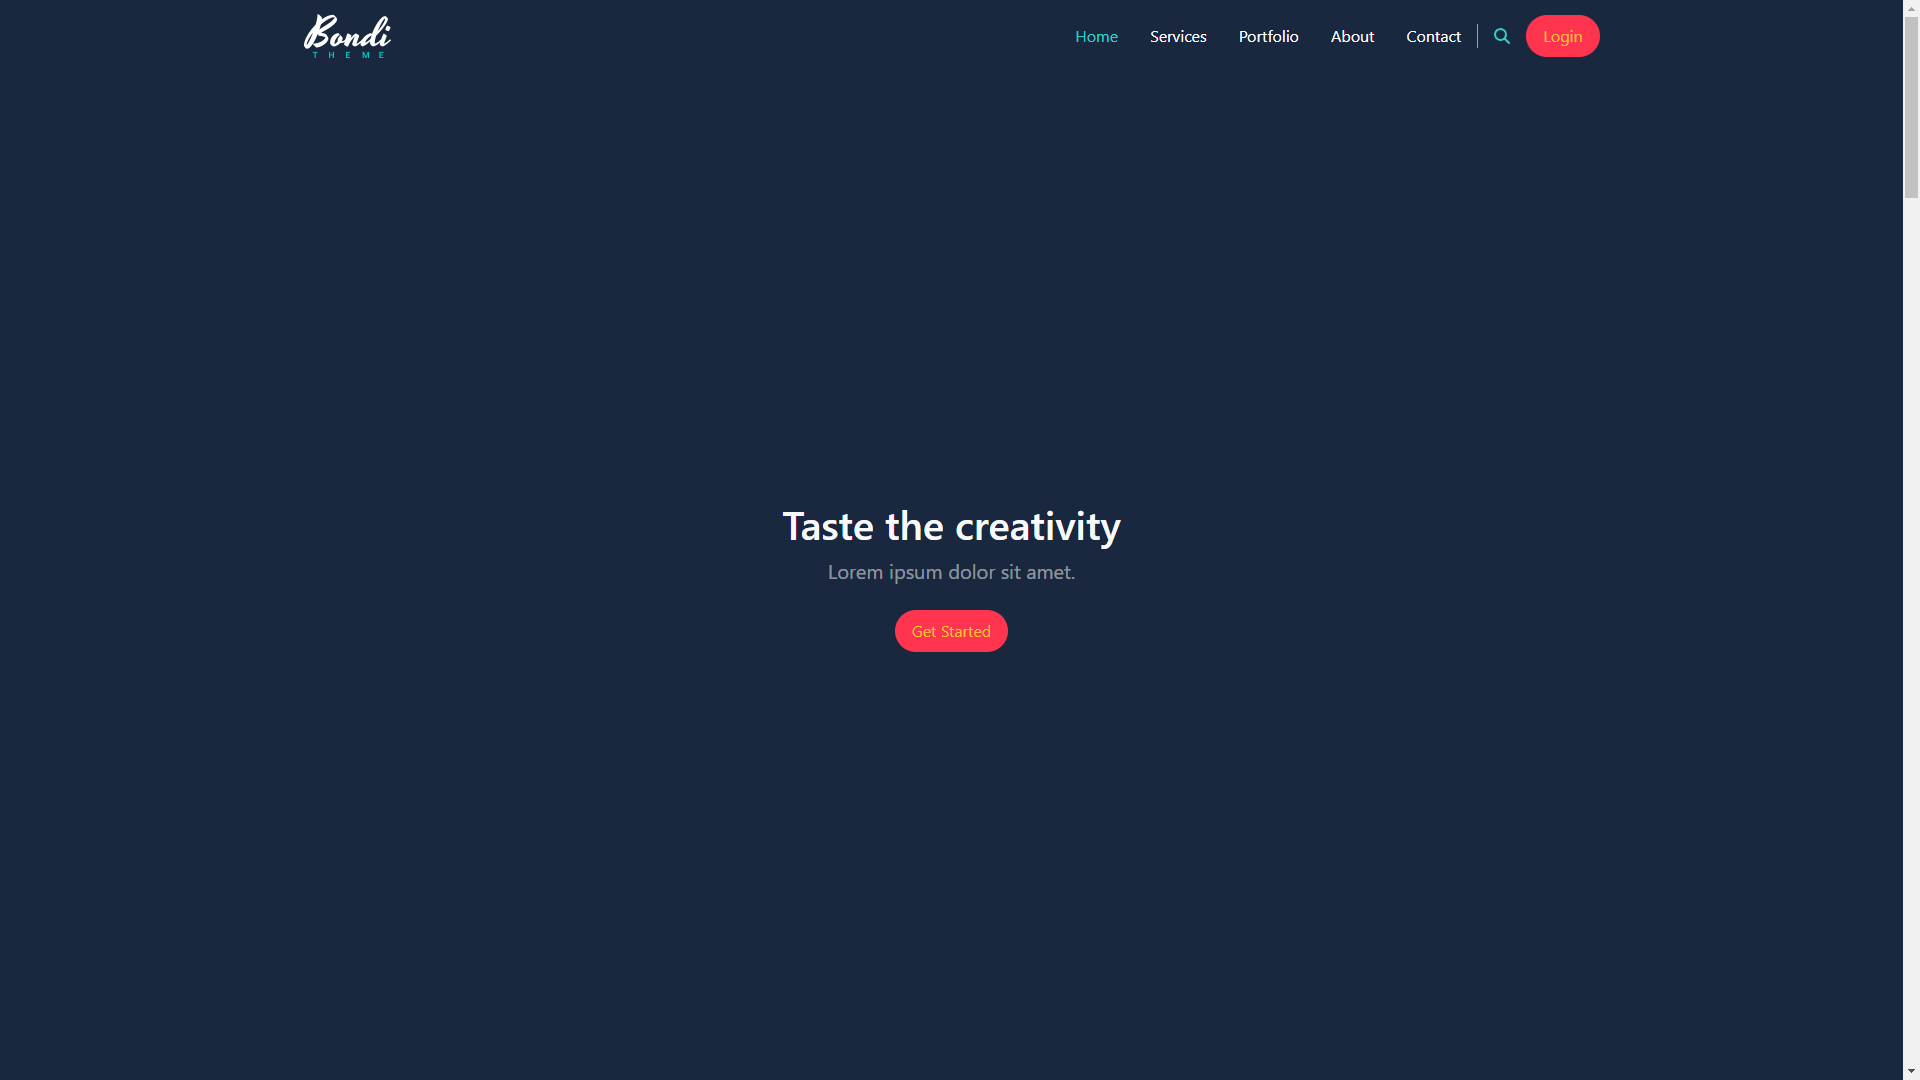 Bondi
THEME
Home Services Portfolio About Contact Login
Taste the creativity
Lorem ipsum dolor sit amet.
Get Started